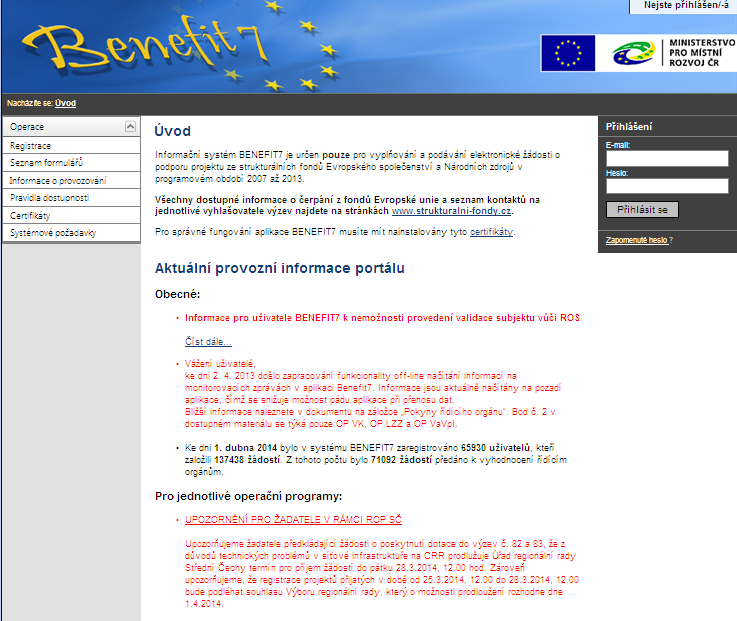 Nejste přihlášen/-á
Benefit7
MINISTERSTVO
PRO MÍSTNÍ
ROZVOJ ČR
Nacházíte se: Úvod
Operace
Registrace
Seznam formulářů
Informace o provozování
Pravidla dostupnosti
Certifikáty
Systémové požadavky
Úvod
Informační systém BENEFIT7 je určen pouze pro vyplňování a podávání elektronické žádosti o
podporu projektu ze strukturálních fondů Evropského společenství a Národních zdrojů v
programovém období 2007 až 2013.
Všechny dostupné informace o čerpání z fondů Evropské unie a seznam kontaktů na
jednotlivé vyhlašovatele výzev najdete na stránkách www.strukturalni-fondy.cz.
Pro správné fungování aplikace BENEFIT7 musíte mít nainstalovány tyto certifikáty.
Aktuální provozní informace portálu
Obecné:
• Informace pro uživatele BENEFIT7 k nemožnosti provedení validace subjektu vůči ROS
Číst dále...
• Vážení uživatelé,
ke dni 2. 4. 2013 došlo zapracování funkcionality off-line načítání informací na
monitorovacích zprávách v aplikaci Benefit7. Informace jsou aktuálně načítány na pozadí
aplikace, čímž se snižuje možnost pádu aplikace při přenosu dat.
Bližší informace naleznete v dokumentu na záložce „Pokyny řídícího orgánu". Bod č. 2 v
dostupném materiálu se týká pouze OP VK, OP LZZ a OP VaVpI.
• Ke dni 1. dubna 2014 bylo v systému BENEFIT7 zaregistrováno 65930 uživatelů, kteří
založili 137438 žádostí. Z tohoto počtu bylo 71092 žádostí předáno k vyhodnocení řídícím
orgánům.
Pro jednotlivé operační programy:
• UPOZORNĚNÍ PRO ŽADATELE V RÁMCI ROP SČ
Upozorňujeme žadatele předkládající žádosti o poskytnutí dotace do výzev č. 82 a 83, že z
důvodů technických problémů v síťové infrastruktuře na CRR prodlužuje Úřad regionální rady
Střední Čechy termín pro příjem žádostí do pátku 28.3.2014, 12.00 hod. Zároveň
upozorňujeme, že registrace projektů přijatých v době od 25.3.2014, 12.00 do 28.3.2014, 12.00
bude podléhat souhlasu Výboru regionální rady, který o možnosti prodloužení rozhodne dne
1.4.2014.
Přihlášení
E-mail:
Heslo:
Přihlásit se
Zapomenuté heslo ?